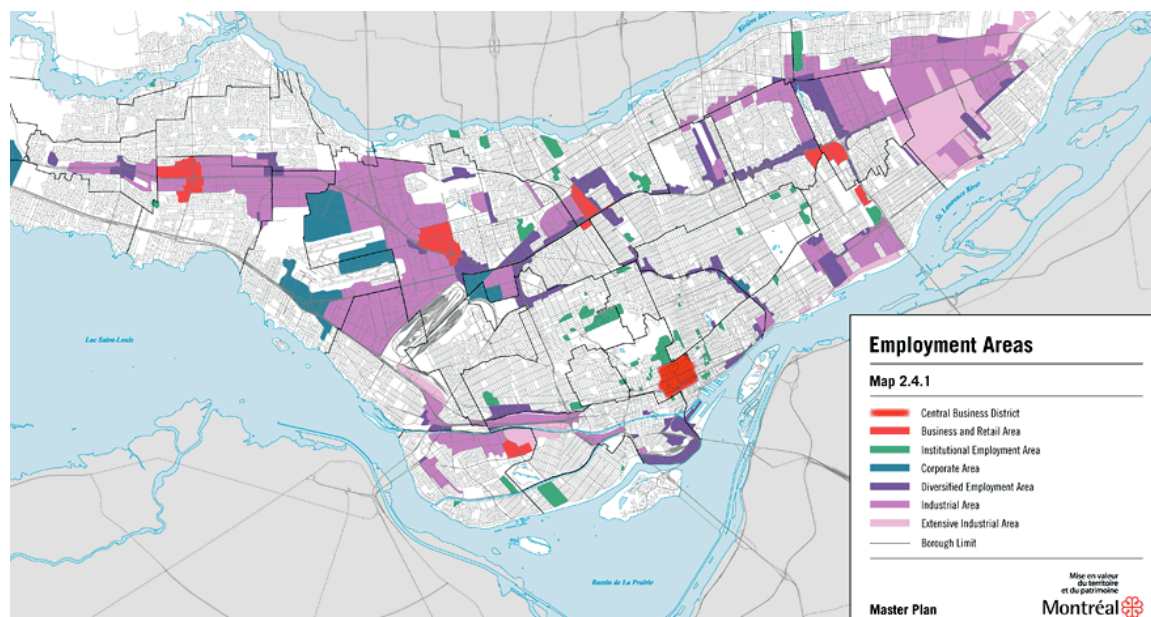 Rivière des
St. Lawrence River
Lac Saint-Louis
Bassin de La Prairie
Employment Areas
Map 2.4.1
Central Business District
Business and Retail Area
Institutional Employment Area
Corporate Area
Diversified Employment Area
Industrial Area
Extensive Industrial Area
Borough Limit
Mise en valeur
du territoire
et du patrimoine
Master Plan
Montréal